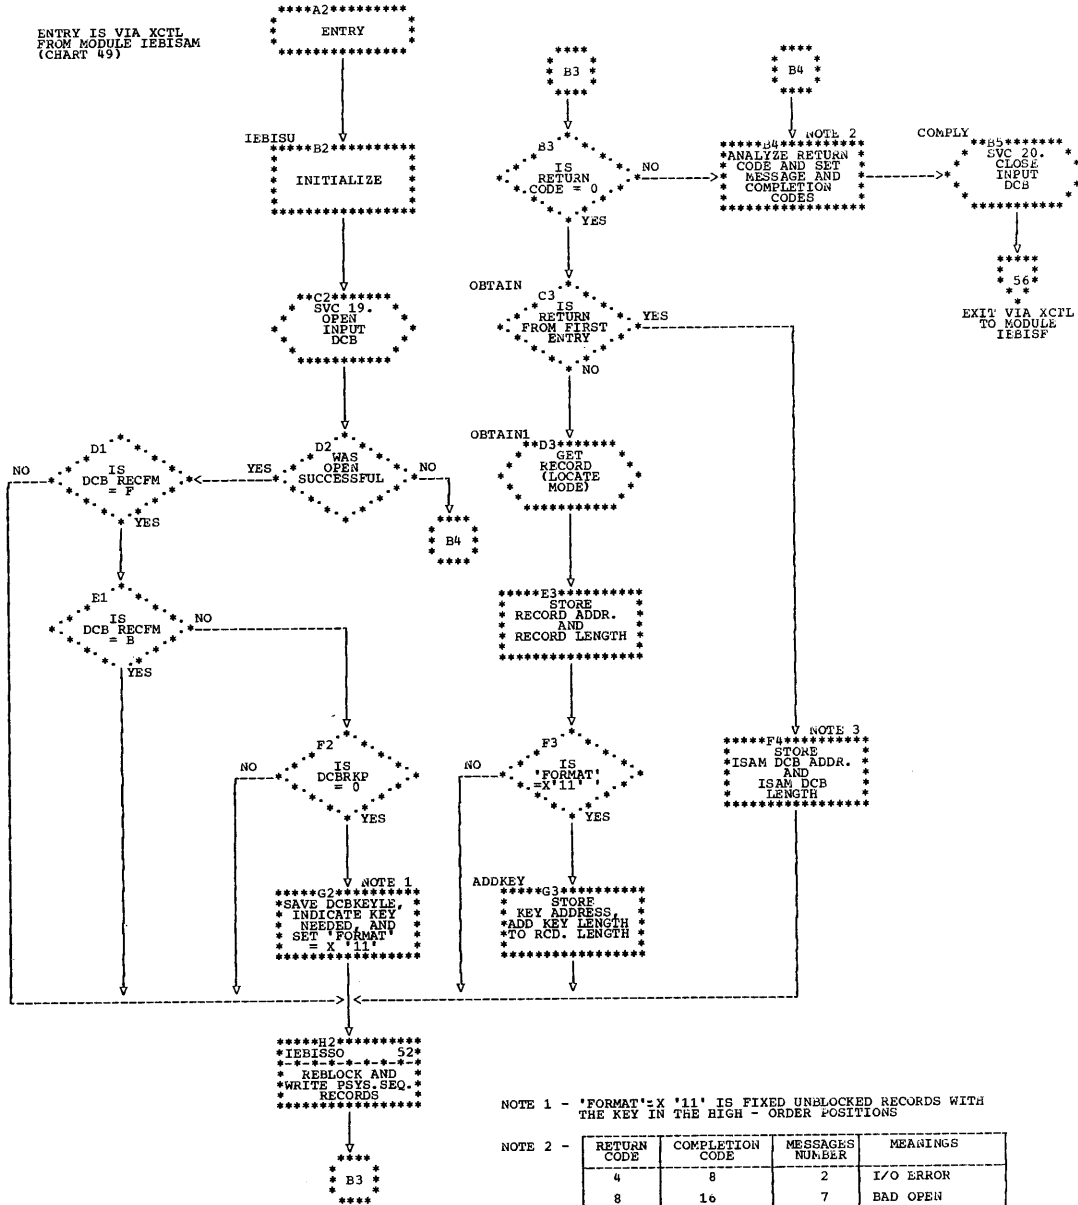 ENTRY IS VIA XCTL
FROM MODULE IEBISAM
(CHART 49)
A2
ENTRY
IEBISU
B2
INITIALIZE
C2
SVC 19.
OPEN
INPUT
DCB
D2
WAS
OPEN
SUCCESSFUL
YES
NO
B4
D1
IS
DCB RECFM
= F
NO
YES
E1
IS
DCB RECFM
= B
NO
YES
F2
IS
DCBRKP
= 0
NO
YES
NOTE 1
G2
SAVE DCBKEYLE,
INDICATE KEY
NEEDED, AND
SET 'FORMAT'
= X '11'
H2
IEBISSO 52
REBLOCK AND
WRITE PSYS.SEQ.
RECORDS
B3
B3
B3
IS
RETURN
CODE = 0
NO
YES
OBTAIN
C3
IS
RETURN
FROM FIRST
ENTRY
YES
NO
OBTAIN1
D3
GET
RECORD
(LOCATE
MODE)
E3
STORE
RECORD ADDR.
AND
RECORD LENGTH
F3
IS
'FORMAT'
=X'11'
NO
YES
ADDKEY
G3
STORE
KEY ADDRESS,
ADD KEY LENGTH
TO RCD. LENGTH
B4
NOTE 2
B4
ANALYZE RETURN
CODE AND SET
MESSAGE AND
COMPLETION
CODES
NOTE 3
F4
STORE
ISAM DCB ADDR.
AND
ISAM DCB
LENGTH
COMPLY
B5
SVC 20.
CLOSE
INPUT
DCB
56
EXIT VIA XCTL
TO MODULE
IEBISF
NOTE 1 - 'FORMAT'=X '11' IS FIXED UNBLOCKED RECORDS WITH
THE KEY IN THE HIGH - ORDER POSITIONS
NOTE 2 -
RETURN CODE COMPLETION CODE MESSAGES NUMBER MEANINGS
4 8 2 I/O ERROR
8 16 7 BAD OPEN